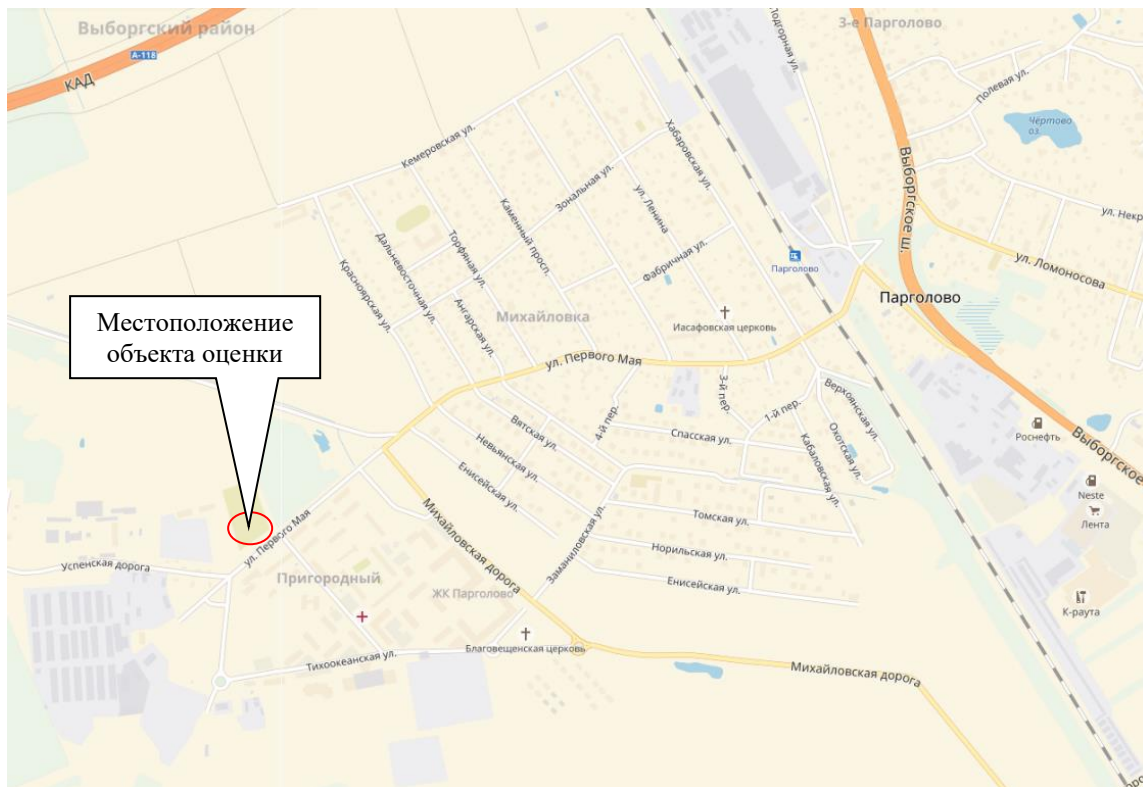 Выборгский район
3-е Парголово
А-118
КАД
Подгорная ул.
Полевая ул.
Чёртово
оз.
Хабаровская ул.
Кемеровская ул.
Выборгское ш.
Зональная ул.
ул. Ленина
Каменный просп.
ул. Некр
Торфяная ул.
Дальневосточная ул.
Красноярская ул.
Фабричная ул.
ул. Ломоносова
Парголово
Парголово
Ангарская ул.
Михайловка
Иасафовская церковь
Местоположение
объекта оценки
ул. Первого Мая
3-й пер.
Верхоянская ул.
1-й пер.
4-й пер.
Вятская ул.
Спасская ул.
Охотская ул.
Кабаловская ул.
Невьянская ул.
Енисейская ул.
Роснефть
Выборгское
Neste
Лента
Михайловская дорога
Томская ул.
ул. Первого Мая
Норильская ул.
Заманиловская ул.
Успенская дорога
Пригородный
Енисейская ул.
ЖК Парголово
К-раута
Благовещенская церковь
Тихоокеанская ул.
Михайловская дорога